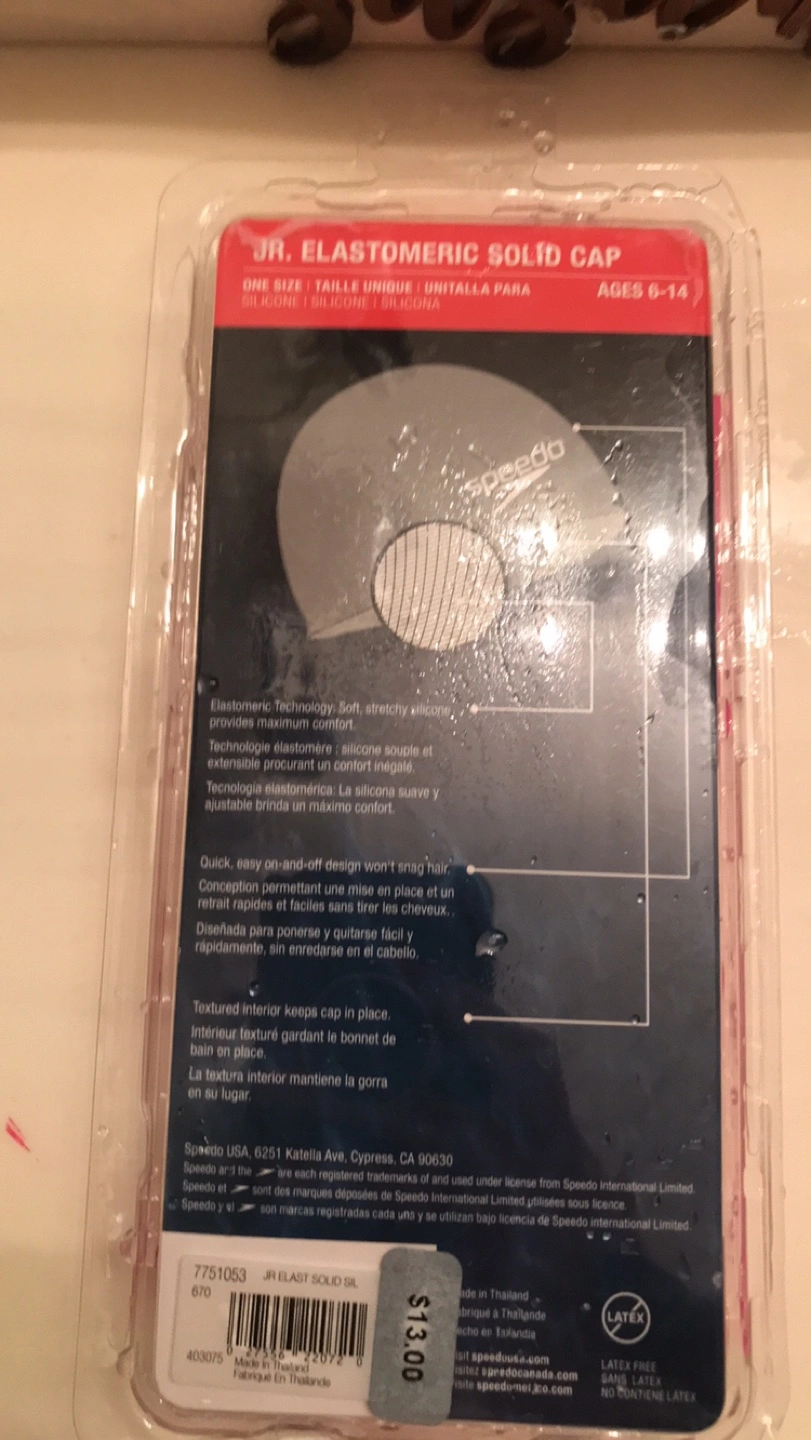 JR. ELASTOMERIC SOLID CAP
ONE SIZE | TAILLE UNIQUE | UNITALLA PARA
AGES 6-14
SILICONE | SILICONE | SILICONA
speedo
Elastomeric Technology: Soft, stretchy silicone
provides maximum comfort.
Technologie élastomère : silicone souple et
extensible procurant un confort inégalé.
Tecnología elastomérica: La silicona suave y
ajustable brinda un máximo confort.
Quick, easy on-and-off design won't snag hair
Conception permettant une mise en place et un
retrait rapides et faciles sans tirer les cheveux.
Diseñada para ponerse y quitarse fácil y
rápidamente, sin enredarse en el cabello.
Textured interior keeps cap in place.
Intérieur texturé gardant le bonnet de
bain en place.
La textura interior mantiene la gorra
en su lugar.
Speedo USA, 6251 Katella Ave, Cypress, CA 90630
Speedo and the are each registered trademarks of and used under license from Speedo International Limited.
Speedo et sont des marques déposées de Speedo International Limited utilisées sous licence.
Speedo y el son marcas registradas cada una y se utilizan bajo licencia de Speedo international Limited.
7751053 JR ELAST SOLID SIL
670
403075
0 27556 22072 0
Made in Thailand
Fabriqué En Thaïlande
$13.00
ade in Thailand
abriqué à Thaïlande
echo en Tailandia
isit speedousa.com
isitez speedocanada.com
isite speedomexico.com
LATEX
LATEX FREE
SANS LATEX
NO CONTIENE LATEX